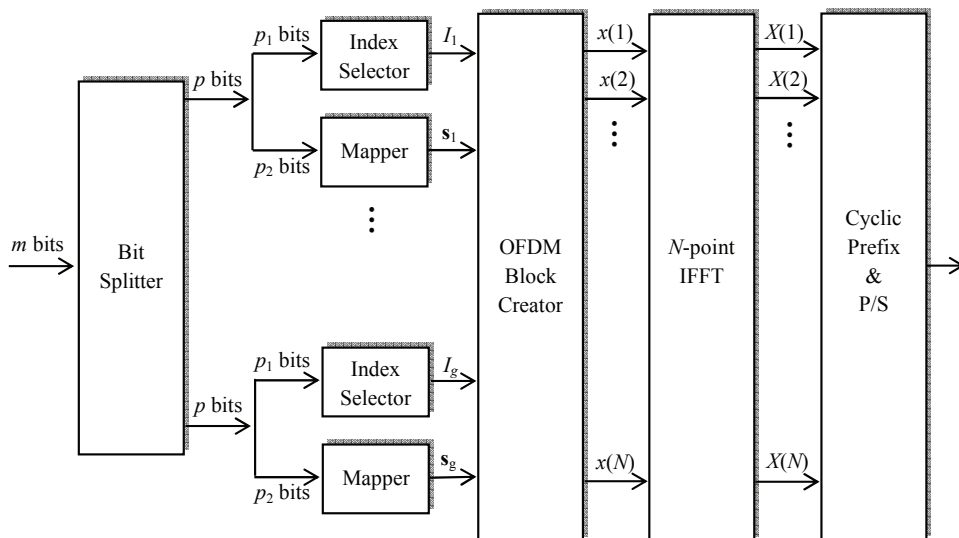 m bits
Bit
Splitter
p bits
p1 bits
Index
Selector
I1
p2 bits
Mapper
s1
⋮
p bits
p1 bits
Index
Selector
Ig
p2 bits
Mapper
sg
OFDM
Block
Creator
x(1)
x(2)
⋮
x(N)
N-point
IFFT
X(1)
X(2)
⋮
X(N)
Cyclic
Prefix
&
P/S